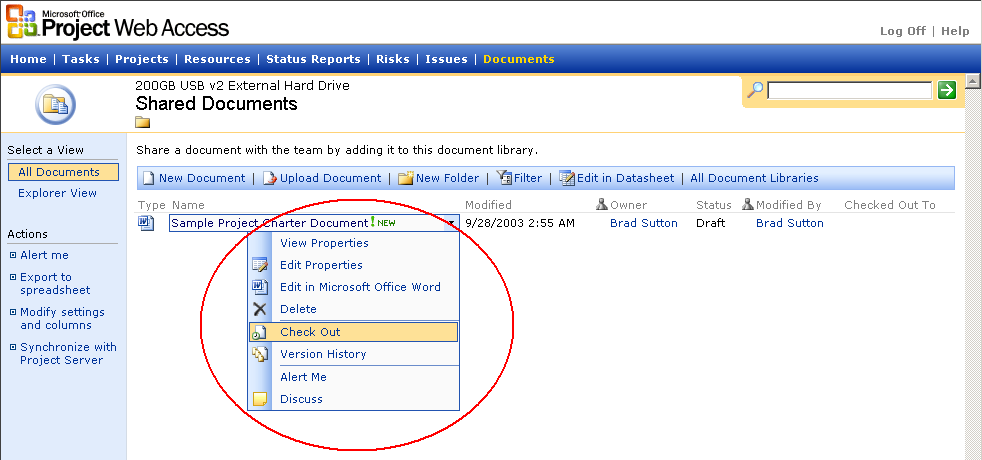 Microsoft Office
Project Web Access
Log Off | Help
Home | Tasks | Projects | Resources | Status Reports | Risks | Issues | Documents
200GB USB v2 External Hard Drive
Shared Documents
Select a View
All Documents
Explorer View
Actions
Alert me
Export to
spreadsheet
Modify settings
and columns
Synchronize with
Project Server
Share a document with the team by adding it to this document library.
New Document | Upload Document | New Folder | Filter | Edit in Datasheet | All Document Libraries
Type Name Modified Owner Status Modified By Checked Out To
Sample Project Charter Document ! NEW 9/28/2003 2:55 AM Brad Sutton Draft Brad Sutton
View Properties
Edit Properties
Edit in Microsoft Office Word
Delete
Check Out
Version History
Alert Me
Discuss